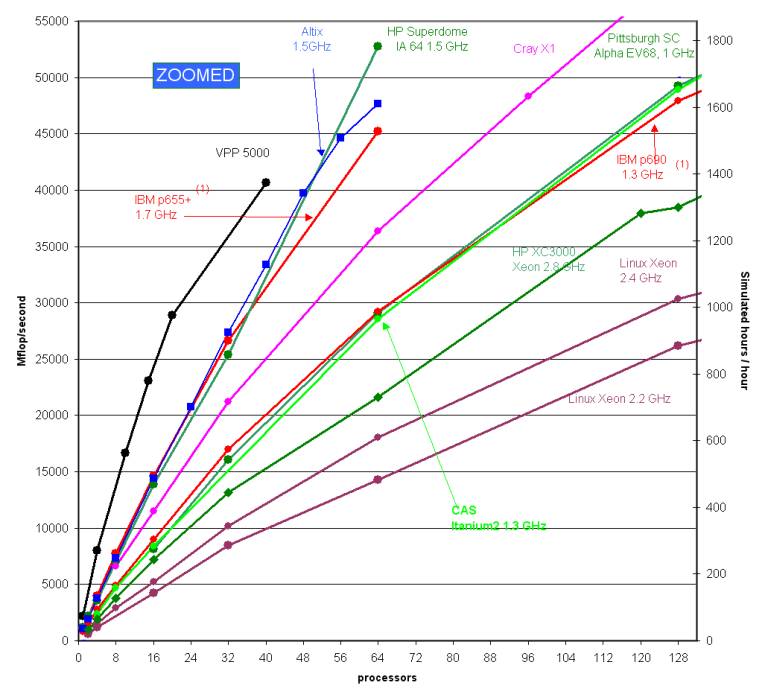 55000
50000
45000
40000
35000
30000
25000
20000
15000
10000
5000
0
Mflop/second
ZOOMED
VPP 5000
IBM p655+ (1)
1.7 GHz
Altix
1.5GHz
HP Superdome
IA 64 1.5 GHz
Cray X1
Pittsburgh SC
Alpha EV68, 1 GHz
IBM p690 (1)
1.3 GHz
HP XC3000
Xeon 2.8 GHz
Linux Xeon
2.4 GHz
Linux Xeon 2.2 GHz
CAS
Itanium2 1.3 GHz
1800
1600
1400
1200
1000
800
600
400
200
0
Simulated hours / hour
0 8 16 24 32 40 48 56 64 72 80 88 96 104 112 120 128
processors